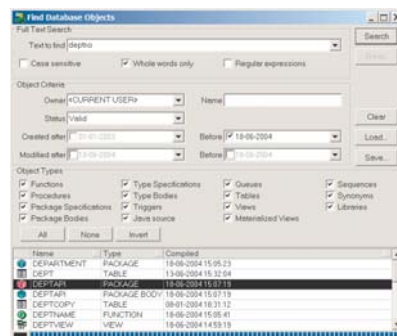 Find Database Objects
Full Text Search
Text to find deptno
Search
Case sensitive Whole words only Regular expressions
Object Criteria
Owner <CURRENT USER> Name
Status Valid
Clear
Created after Before 18-06-2004
Load...
Modified after Before
Save...
Object Types
Functions Type Specifications Queues Sequences
Procedures Type Bodies Tables Synonyms
Package Specifications Triggers Views Libraries
Package Bodies Java source Materialized Views
All None Invert
Name Type Compiled
DEPARTMENT PACKAGE 18-06-2004 15:05:23
DEPT TABLE 13-06-2004 15:32:04
DEPTAPI PACKAGE 18-06-2004 15:07:19
DEPTAPI PACKAGE BODY 18-06-2004 15:07:19
DEPTCOPY TABLE 08-01-2004 18:31:12
DEPTNAME FUNCTION 18-06-2004 15:05:41
DEPTVIEW VIEW 18-06-2004 14:59:19